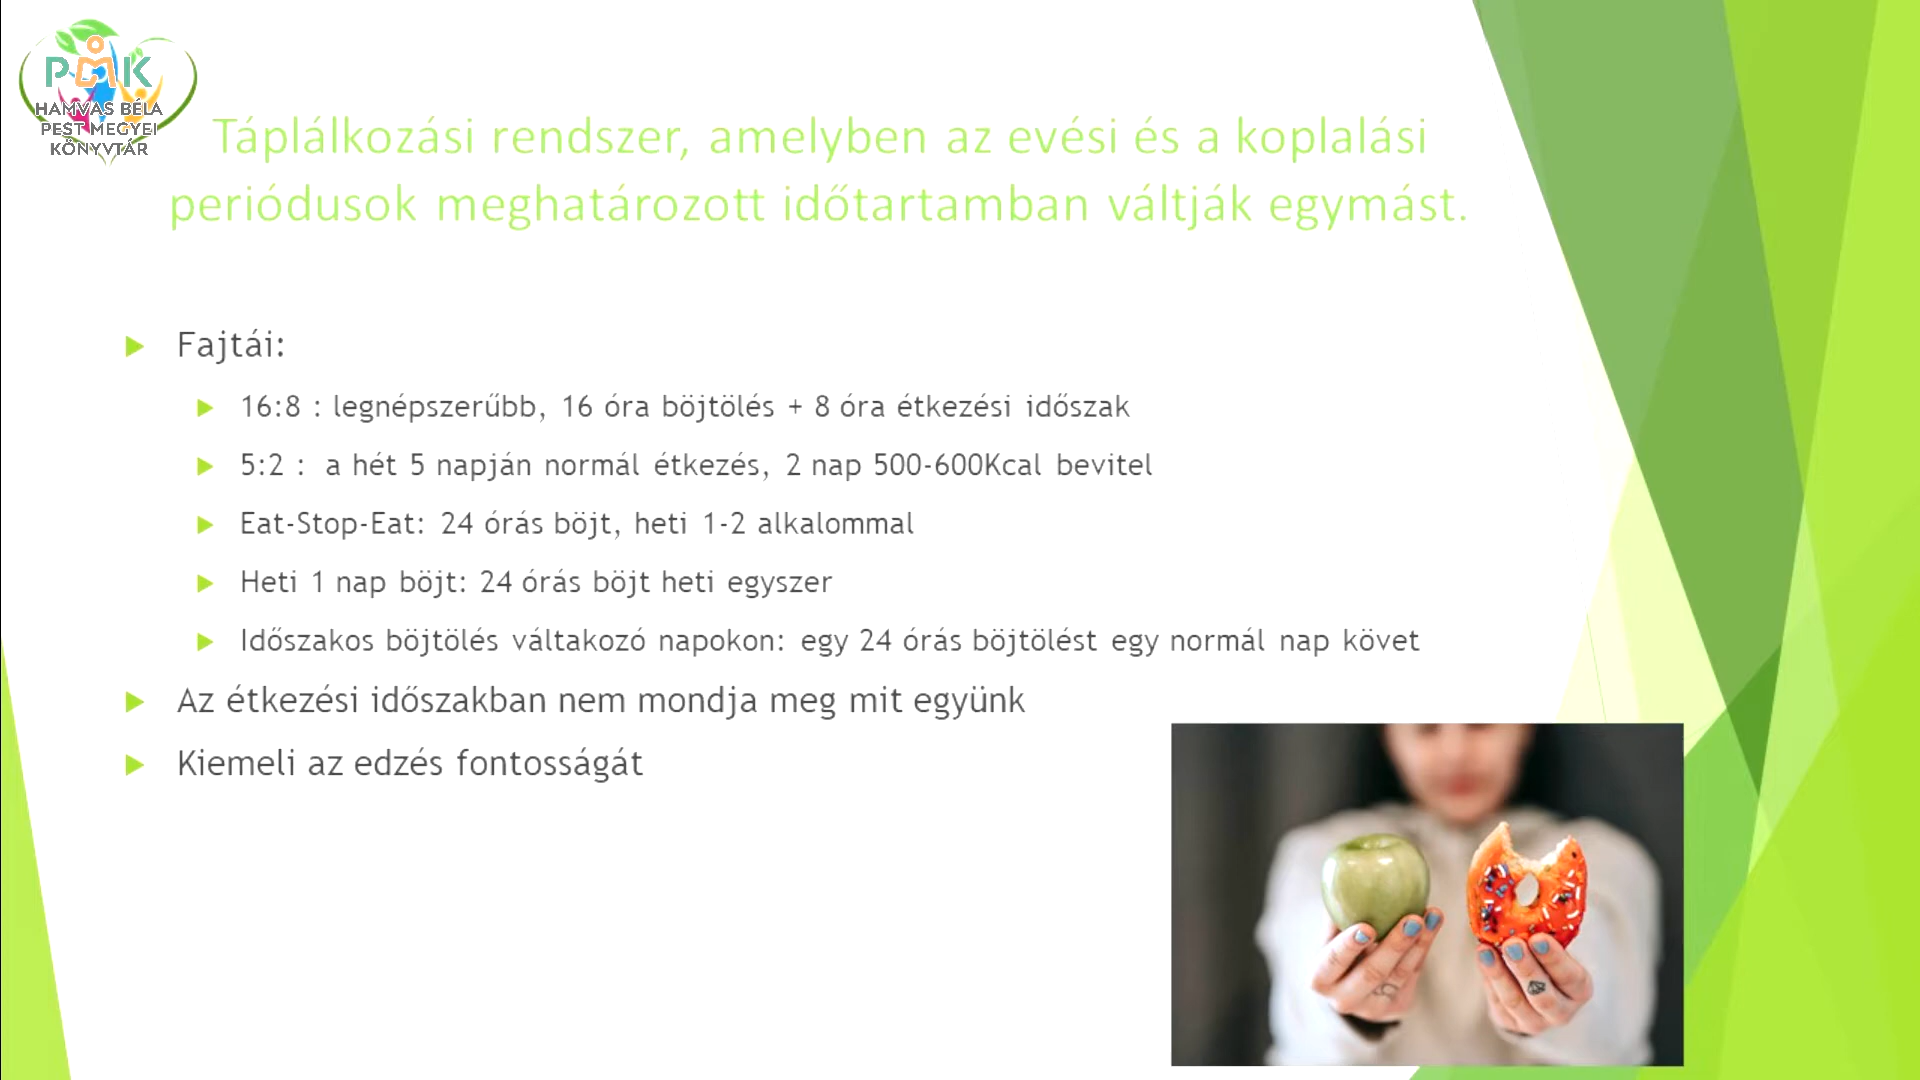 PMK
HAMVAS BÉLA
PEST MEGYEI
KÖNYVTÁR
Táplálkozási rendszer, amelyben az evési és a koplalási
periódusok meghatározott időtartamban váltják egymást.
Fajtái:
16:8 : legnépszerűbb, 16 óra böjtölés + 8 óra étkezési időszak
5:2 : a hét 5 napján normál étkezés, 2 nap 500-600Kcal bevitel
Eat-Stop-Eat: 24 órás böjt, heti 1-2 alkalommal
Heti 1 nap böjt: 24 órás böjt heti egyszer
Időszakos böjtölés váltakozó napokon: egy 24 órás böjtölést egy normál nap követ
Az étkezési időszakban nem mondja meg mit együnk
Kiemeli az edzés fontosságát